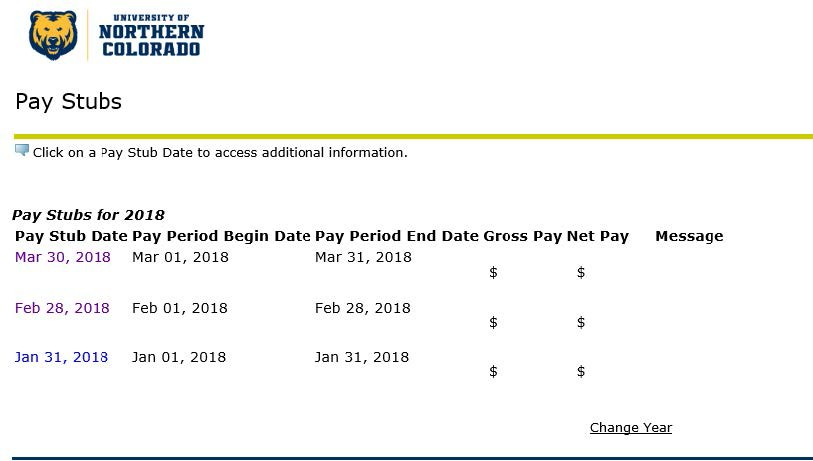 UNIVERSITY OF
NORTHERN
COLORADO
Pay Stubs
Click on a Pay Stub Date to access additional information.
Pay Stubs for 2018
Pay Stub Date Pay Period Begin Date Pay Period End Date Gross Pay Net Pay Message
Mar 30, 2018 Mar 01, 2018 Mar 31, 2018
$ $
Feb 28, 2018 Feb 01, 2018 Feb 28, 2018
$ $
Jan 31, 2018 Jan 01, 2018 Jan 31, 2018
$ $
Change Year